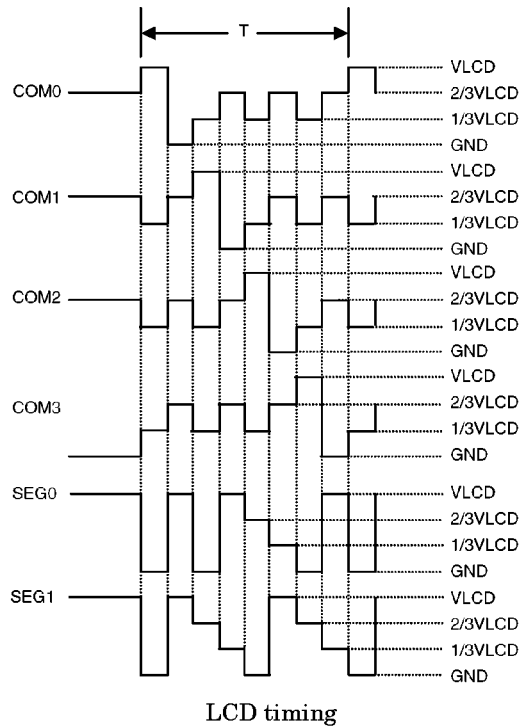 T
VLCD
COM0 2/3VLCD
1/3VLCD
GND
VLCD
COM1 2/3VLCD
1/3VLCD
GND
VLCD
COM2 2/3VLCD
1/3VLCD
GND
VLCD
COM3 2/3VLCD
1/3VLCD
GND
SEG0 VLCD
2/3VLCD
1/3VLCD
GND
SEG1 VLCD
2/3VLCD
1/3VLCD
GND
LCD timing